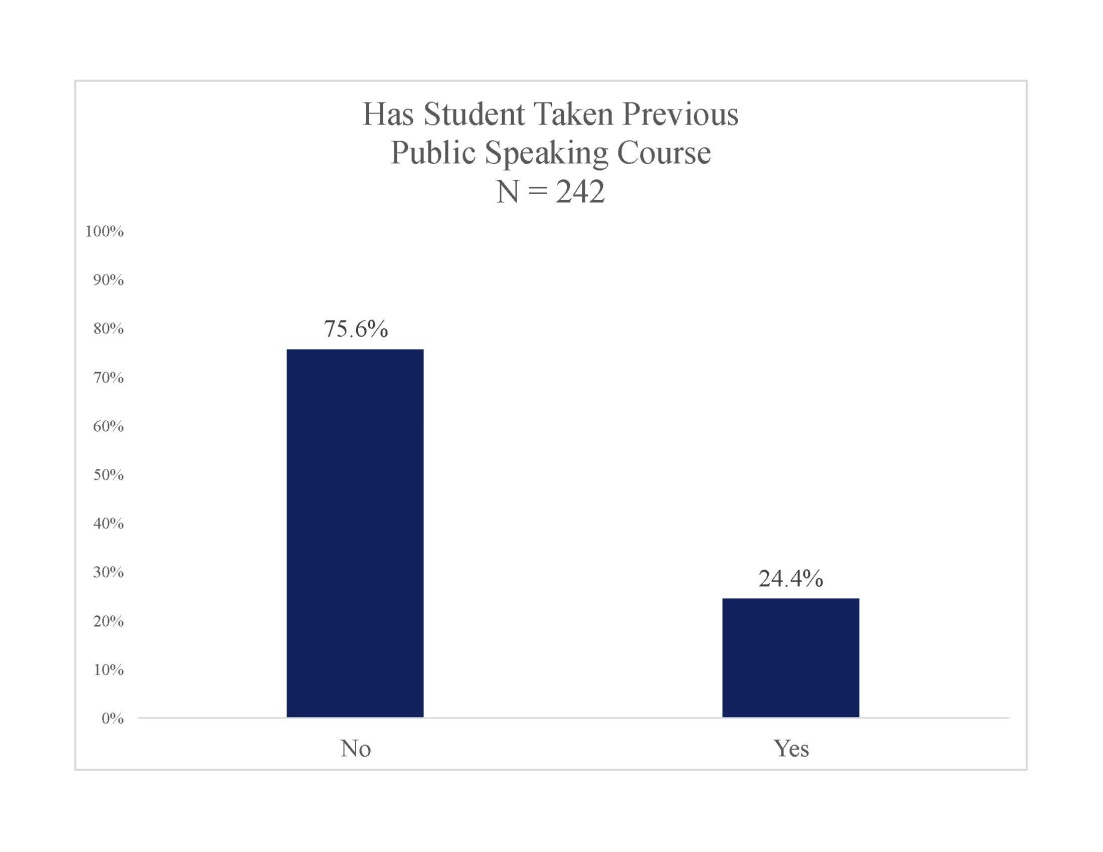 Has Student Taken Previous
Public Speaking Course
N = 242
100%
90%
80%
70%
60%
50%
40%
30%
20%
10%
0%
75.6%
24.4%
No
Yes